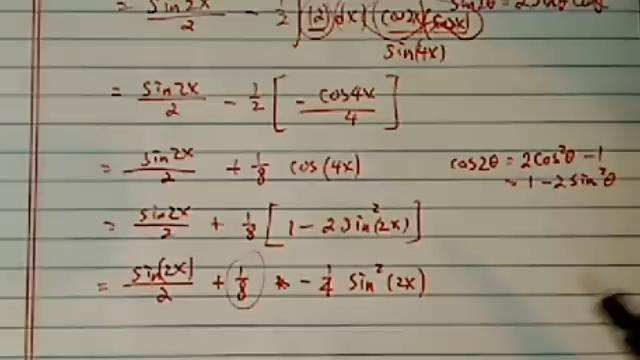 = sin2x/2 - 1/2 ∫ (2)(dx) (cos2x)(sin2x)
sin(4x)
= sin2x/2 - 1/2 [ - cos4x/4 ]
= sin2x/2 + 1/8 cos(4x)
cos2θ = 2cos²θ - 1
= 1 - 2sin²θ
= sin2x/2 + 1/8 [ 1 - 2sin²(2x) ]
= sin(2x)/2 + 1/8 - 1/4 sin²(2x)